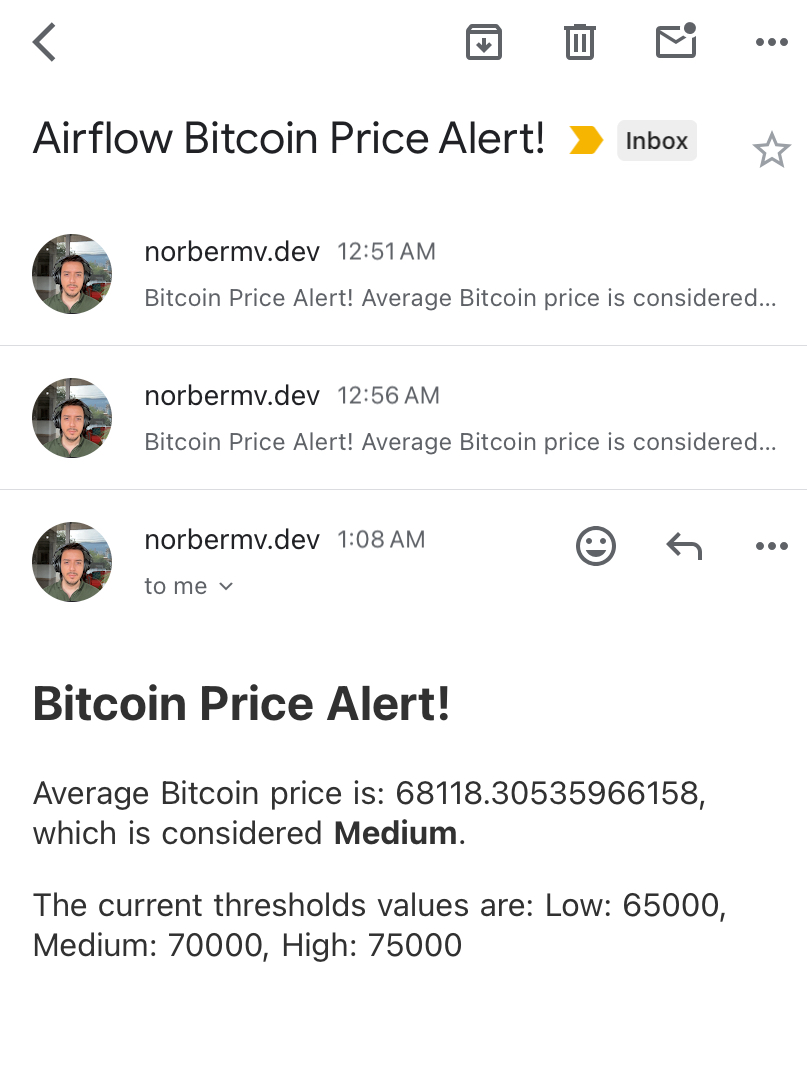 Airflow Bitcoin Price Alert!
Inbox
norbermv.dev 12:51 AM
Bitcoin Price Alert! Average Bitcoin price is considered...
norbermv.dev 12:56 AM
Bitcoin Price Alert! Average Bitcoin price is considered...
norbermv.dev 1:08 AM
to me
Bitcoin Price Alert!
Average Bitcoin price is: 68118.30535966158,
which is considered Medium.
The current thresholds values are: Low: 65000,
Medium: 70000, High: 75000